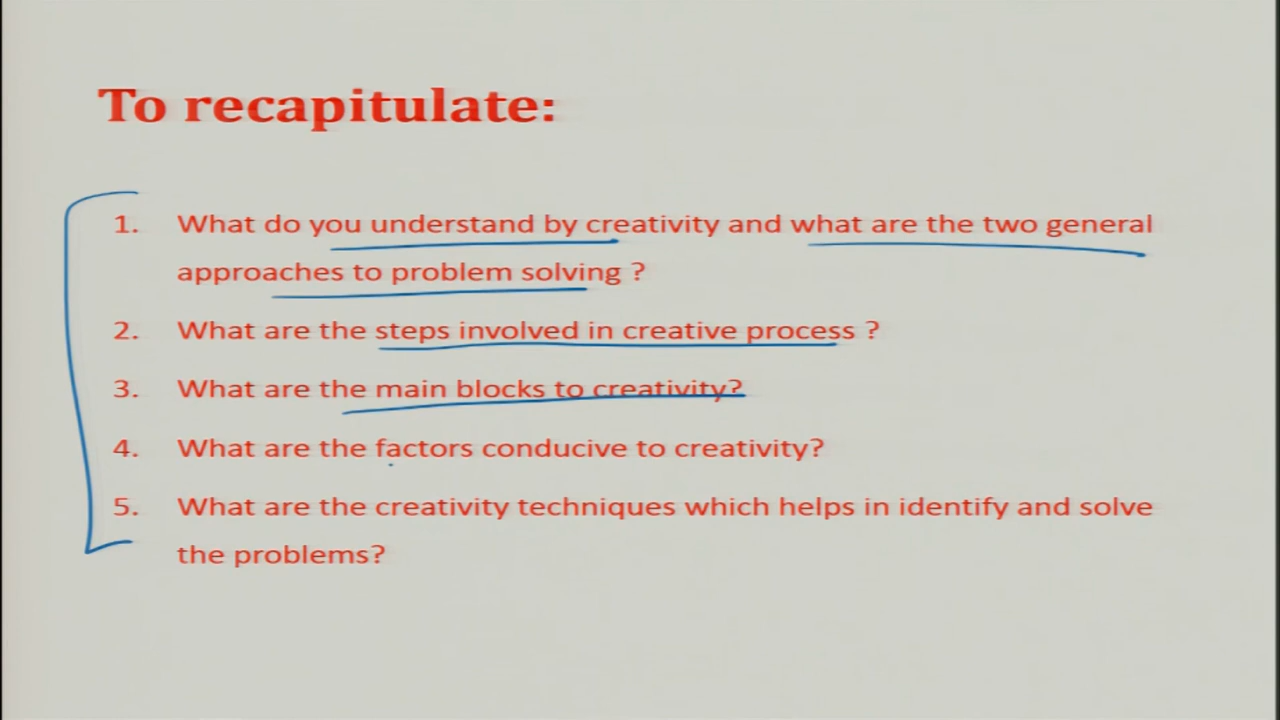 To recapitulate:
1. What do you understand by creativity and what are the two general
approaches to problem solving ?
2. What are the steps involved in creative process ?
3. What are the main blocks to creativity?
4. What are the factors conducive to creativity?
5. What are the creativity techniques which helps in identify and solve
the problems?